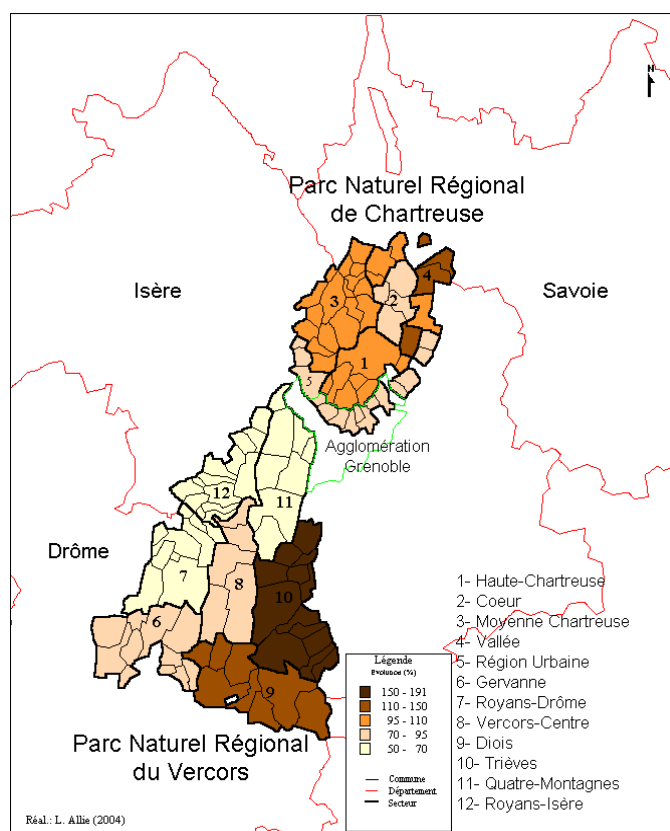 N
Parc Naturel Régional
de Chartreuse
Isère
Savoie
4
2
3
1
5
Agglomération
Grenoble
12
11
Drôme
7
8
10
6
9
1- Haute-Chartreuse
2- Coeur
3- Moyenne Chartreuse
4- Vallée
5- Région Urbaine
6- Gervanne
7- Royans-Drôme
8- Vercors-Centre
9- Diois
10- Trièves
11- Quatre-Montagnes
12- Royans-Isère
Légende
Evolution (%)
150 - 191
110 - 150
95 - 110
70 - 95
50 - 70
Commune
Département
Secteur
Parc Naturel Régional
du Vercors
Réal.: L. Allie (2004)